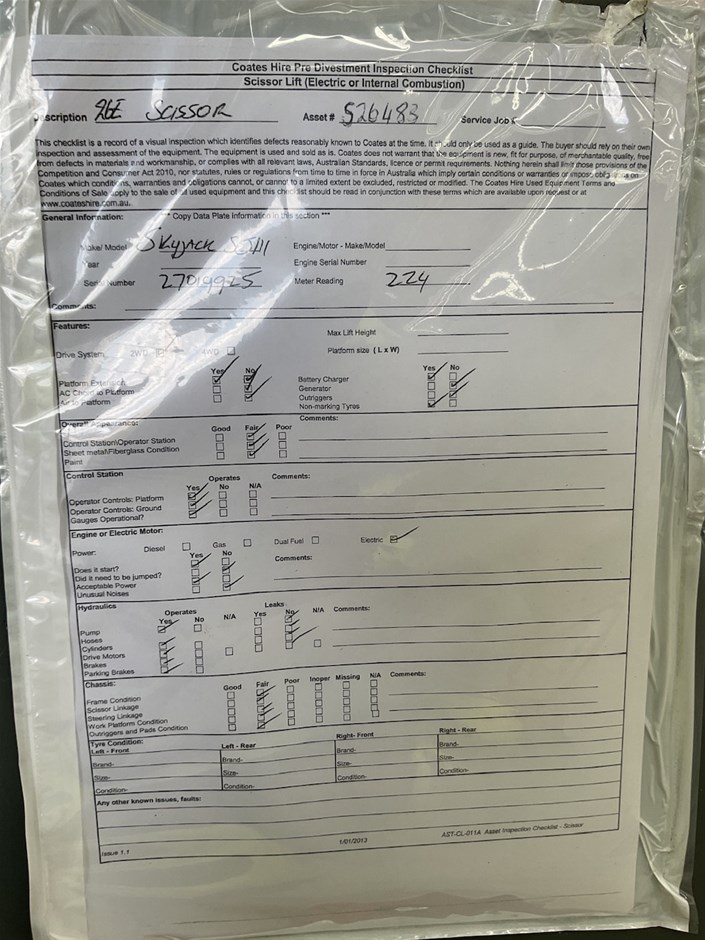 Coates Hire Pre Divestment Inspection Checklist
Scissor Lift (Electric or Internal Combustion)
Description SCISSOR Asset # 526483 Service Job #
This checklist is a record of a visual inspection which identifies defects reasonably known to Coates at the time. It should only be used as a guide. The buyer should rely on their own
inspection and assessment of the equipment. The equipment is used and sold as is. Coates does not warrant that the equipment is new, fit for purpose, of merchantable quality, free
from defects in materials and workmanship, or complies with all relevant laws, Australian Standards, licence or permit requirements. Nothing herein shall limit those provisions of the
Competition and Consumer Act 2010, nor statutes, rules or regulations from time to time in force in Australia which imply certain conditions or warranties or impose obligations on
Coates which conditions, warranties and obligations cannot, or cannot to a limited extent be excluded, restricted or modified. The Coates Hire Used Equipment Terms and
Conditions of Sale apply to the sale of all used equipment and this checklist should be read in conjunction with these terms which are available upon request or at
www.coateshire.com.au.
General Information: * Copy Data Plate Information in this section ***
Make/Model SKYJACK Engine/Motor - Make/Model
Year Engine Serial Number
Serial Number Meter Reading 224
Comments:
Features:
Max Lift Height
Drive System: 2WD 4WD Platform size ( L x W)
Yes No Yes No
Platform Extension Battery Charger
AC Chord to Platform Generator
Air to Platform Outriggers
Non-marking Tyres
Overall Appearance: Good Fair Poor Comments:
Control Station\Operator Station
Sheet metal\Fiberglass Condition
Paint
Control Station Operates Comments:
Yes No N/A
Operator Controls: Platform
Operator Controls: Ground
Gauges Operational?
Engine or Electric Motor:
Power: Diesel Gas Dual Fuel Electric
Yes No Comments:
Does it start?
Did it need to be jumped?
Acceptable Power
Unusual Noises
Hydraulics Operates Leaks
Yes No N/A Yes No N/A Comments:
Pump
Hoses
Cylinders
Drive Motors
Brakes
Parking Brakes
Chassis: Good Fair Poor Inoper Missing N/A Comments:
Frame Condition
Scissor Linkage
Steering Linkage
Work Platform Condition
Outriggers and Pads Condition
Tyre Condition:
Left - Front Left - Rear Right- Front Right - Rear
Brand- Brand- Brand- Brand-
Size- Size- Size- Size-
Condition- Condition- Condition- Condition-
Any other known issues, faults:
Issue 1.1 1/01/2013 AST-CL-011A Asset Inspection Checklist - Scissor